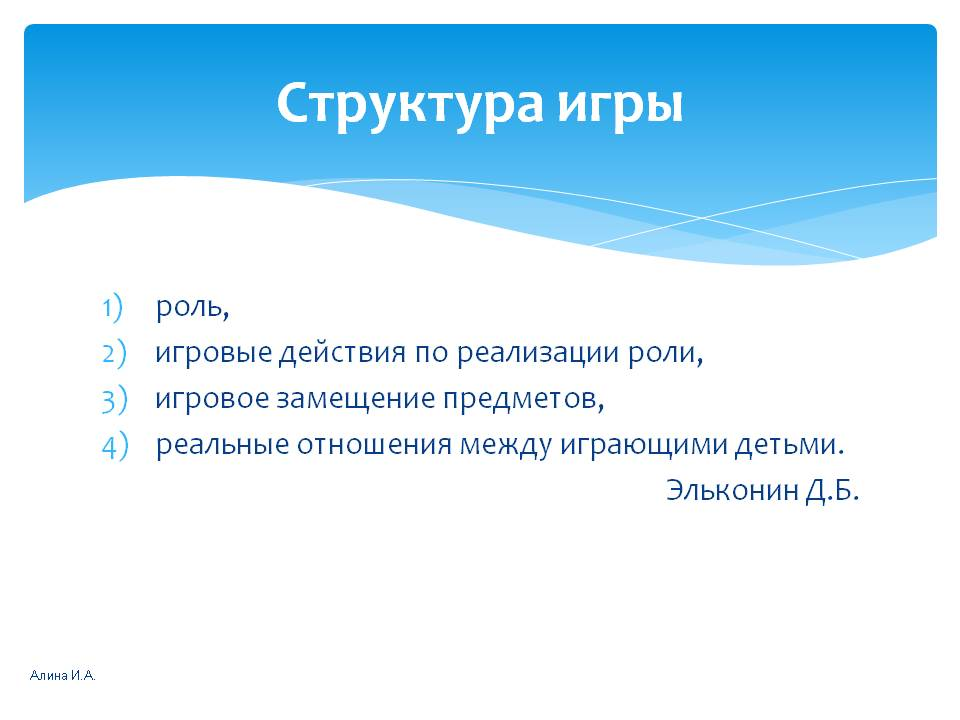 Структура игры
1) роль,
2) игровые действия по реализации роли,
3) игровое замещение предметов,
4) реальные отношения между играющими детьми.
Эльконин Д.Б.
Алина И.А.